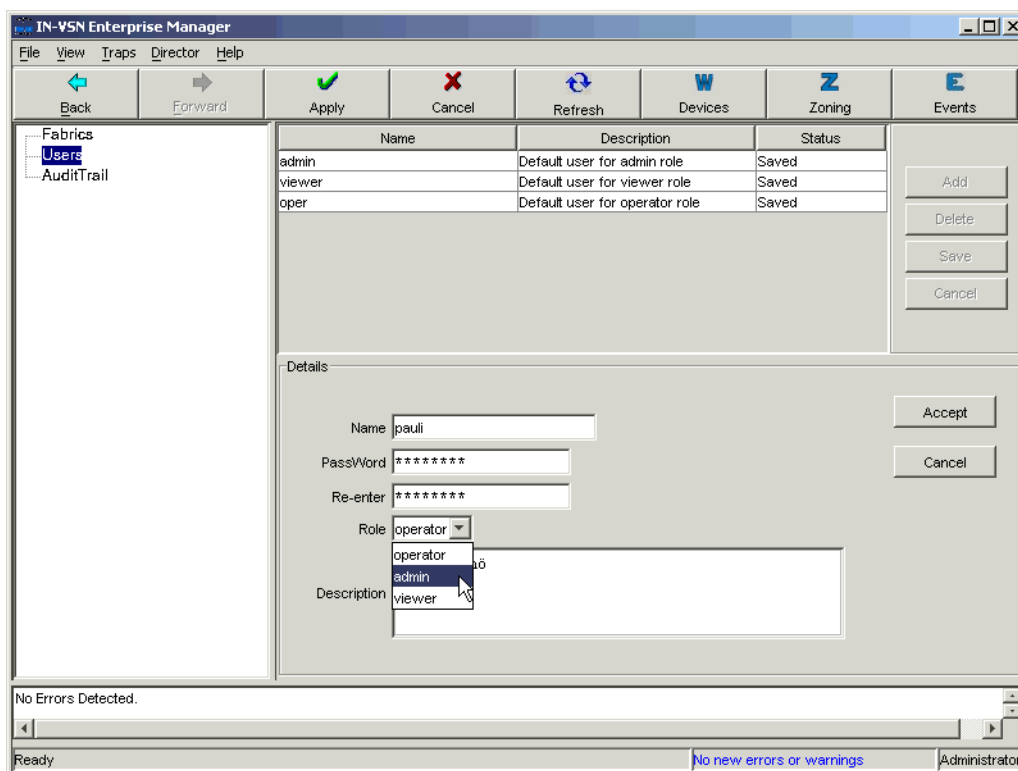 IN-VSN Enterprise Manager
File View Traps Director Help
Back Forward Apply Cancel Refresh Devices Zoning Events
Fabrics
Users
AuditTrail
Name Description Status
admin Default user for admin role Saved
viewer Default user for viewer role Saved
oper Default user for operator role Saved
Add
Delete
Save
Cancel
Details
Name pauli
PassWord ********
Re-enter ********
Role operator
operator
admin
viewer
Description
Accept
Cancel
No Errors Detected.
Ready No new errors or warnings Administrator